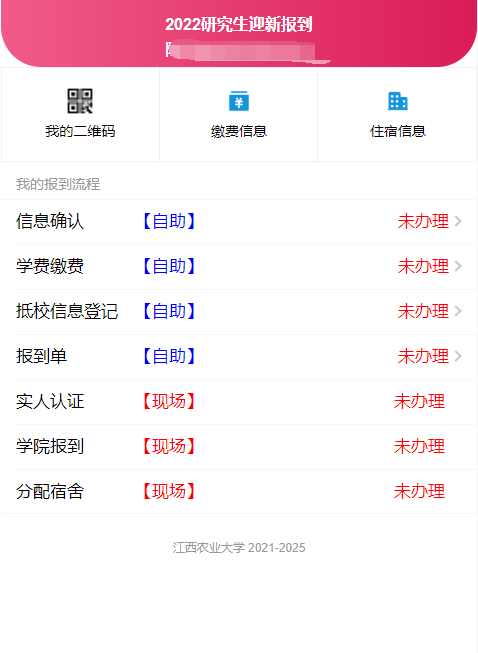 2022研究生迎新报到
我的二维码 缴费信息 住宿信息
我的报到流程
信息确认 【自助】 未办理
学费缴费 【自助】 未办理
抵校信息登记 【自助】 未办理
报到单 【自助】 未办理
实人认证 【现场】 未办理
学院报到 【现场】 未办理
分配宿舍 【现场】 未办理
江西农业大学 2021-2025